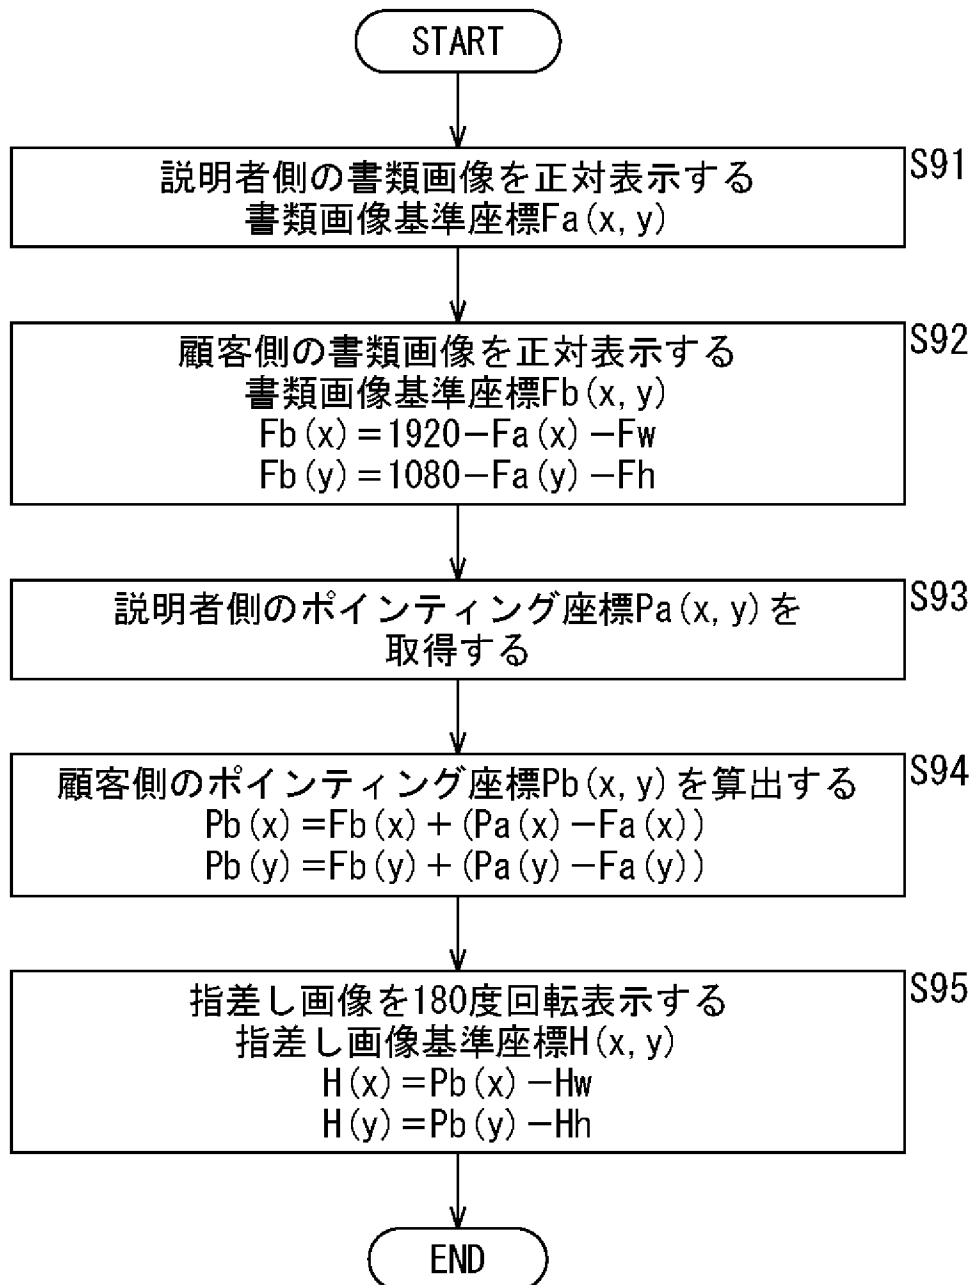 START
説明者側の書類画像を正対表示する
書類画像基準座標Fa(x,y)
S91
顧客側の書類画像を正対表示する
書類画像基準座標Fb(x,y)
Fb(x)=1920−Fa(x)−Fw
Fb(y)=1080−Fa(y)−Fh
S92
説明者側のポインティング座標Pa(x,y)を
取得する
S93
顧客側のポインティング座標Pb(x,y)を算出する
Pb(x)=Fb(x)+(Pa(x)−Fa(x))
Pb(y)=Fb(y)+(Pa(y)−Fa(y))
S94
指差し画像を180度回転表示する
指差し画像基準座標H(x,y)
H(x)=Pb(x)−Hw
H(y)=Pb(y)−Hh
S95
END